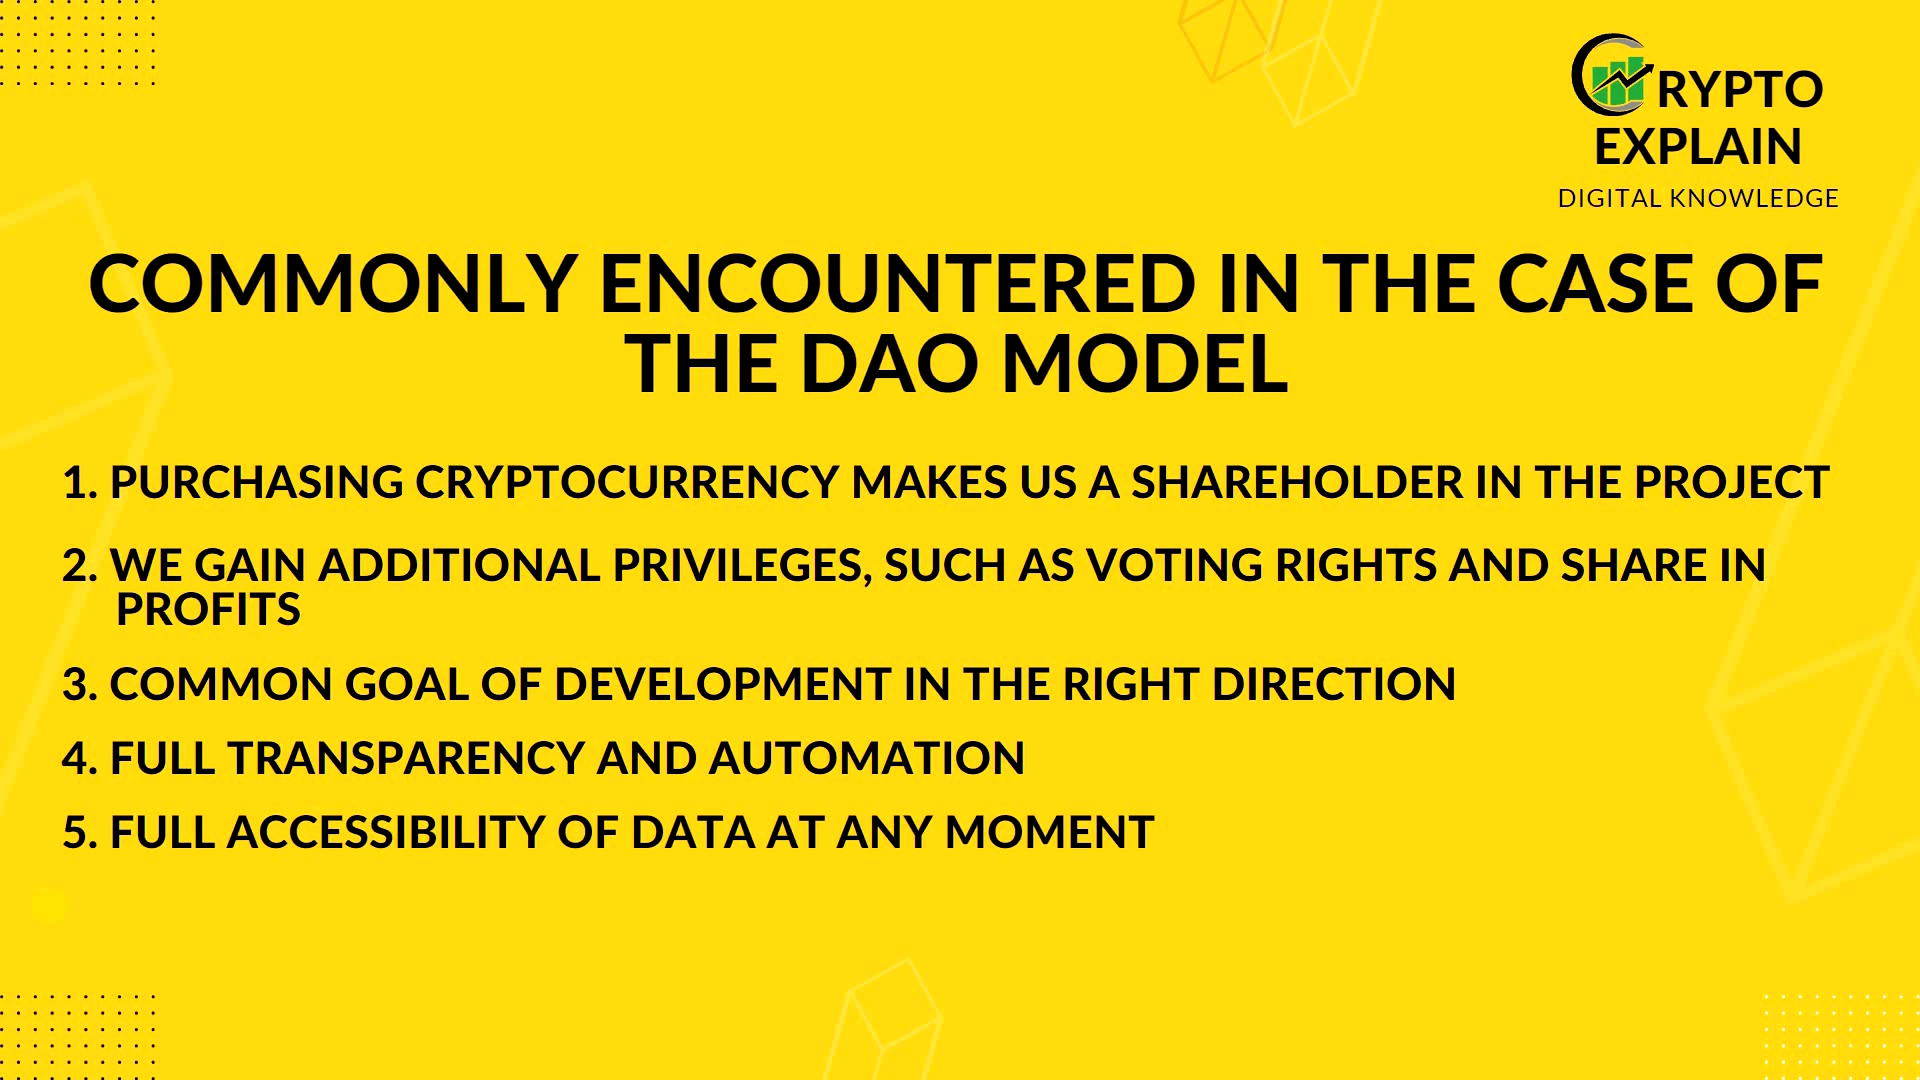 CRYPTO
EXPLAIN
DIGITAL KNOWLEDGE
COMMONLY ENCOUNTERED IN THE CASE OF
THE DAO MODEL
1. PURCHASING CRYPTOCURRENCY MAKES US A SHAREHOLDER IN THE PROJECT
2. WE GAIN ADDITIONAL PRIVILEGES, SUCH AS VOTING RIGHTS AND SHARE IN
PROFITS
3. COMMON GOAL OF DEVELOPMENT IN THE RIGHT DIRECTION
4. FULL TRANSPARENCY AND AUTOMATION
5. FULL ACCESSIBILITY OF DATA AT ANY MOMENT